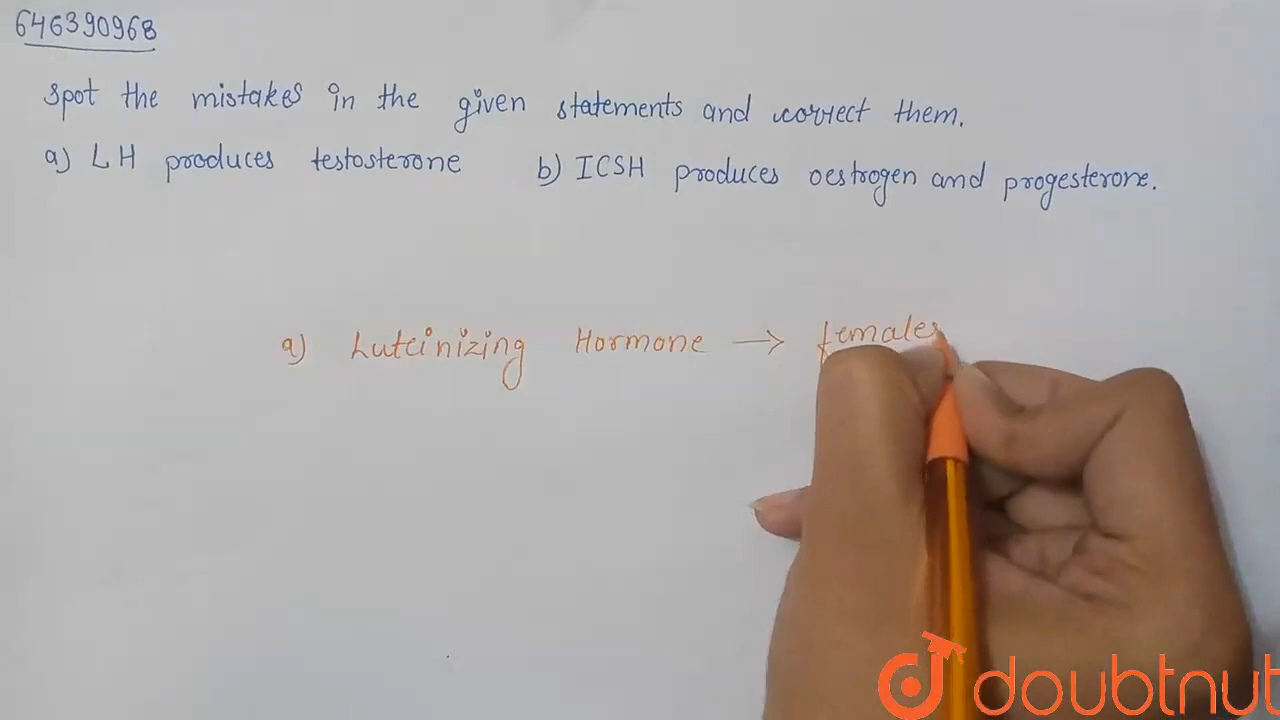 646390968
Spot the mistakes in the given statements and correct them.
a) LH produces testosterone b) ICSH produces oestrogen and progesterone.
a) Luteinizing Hormone → females
doubtnut